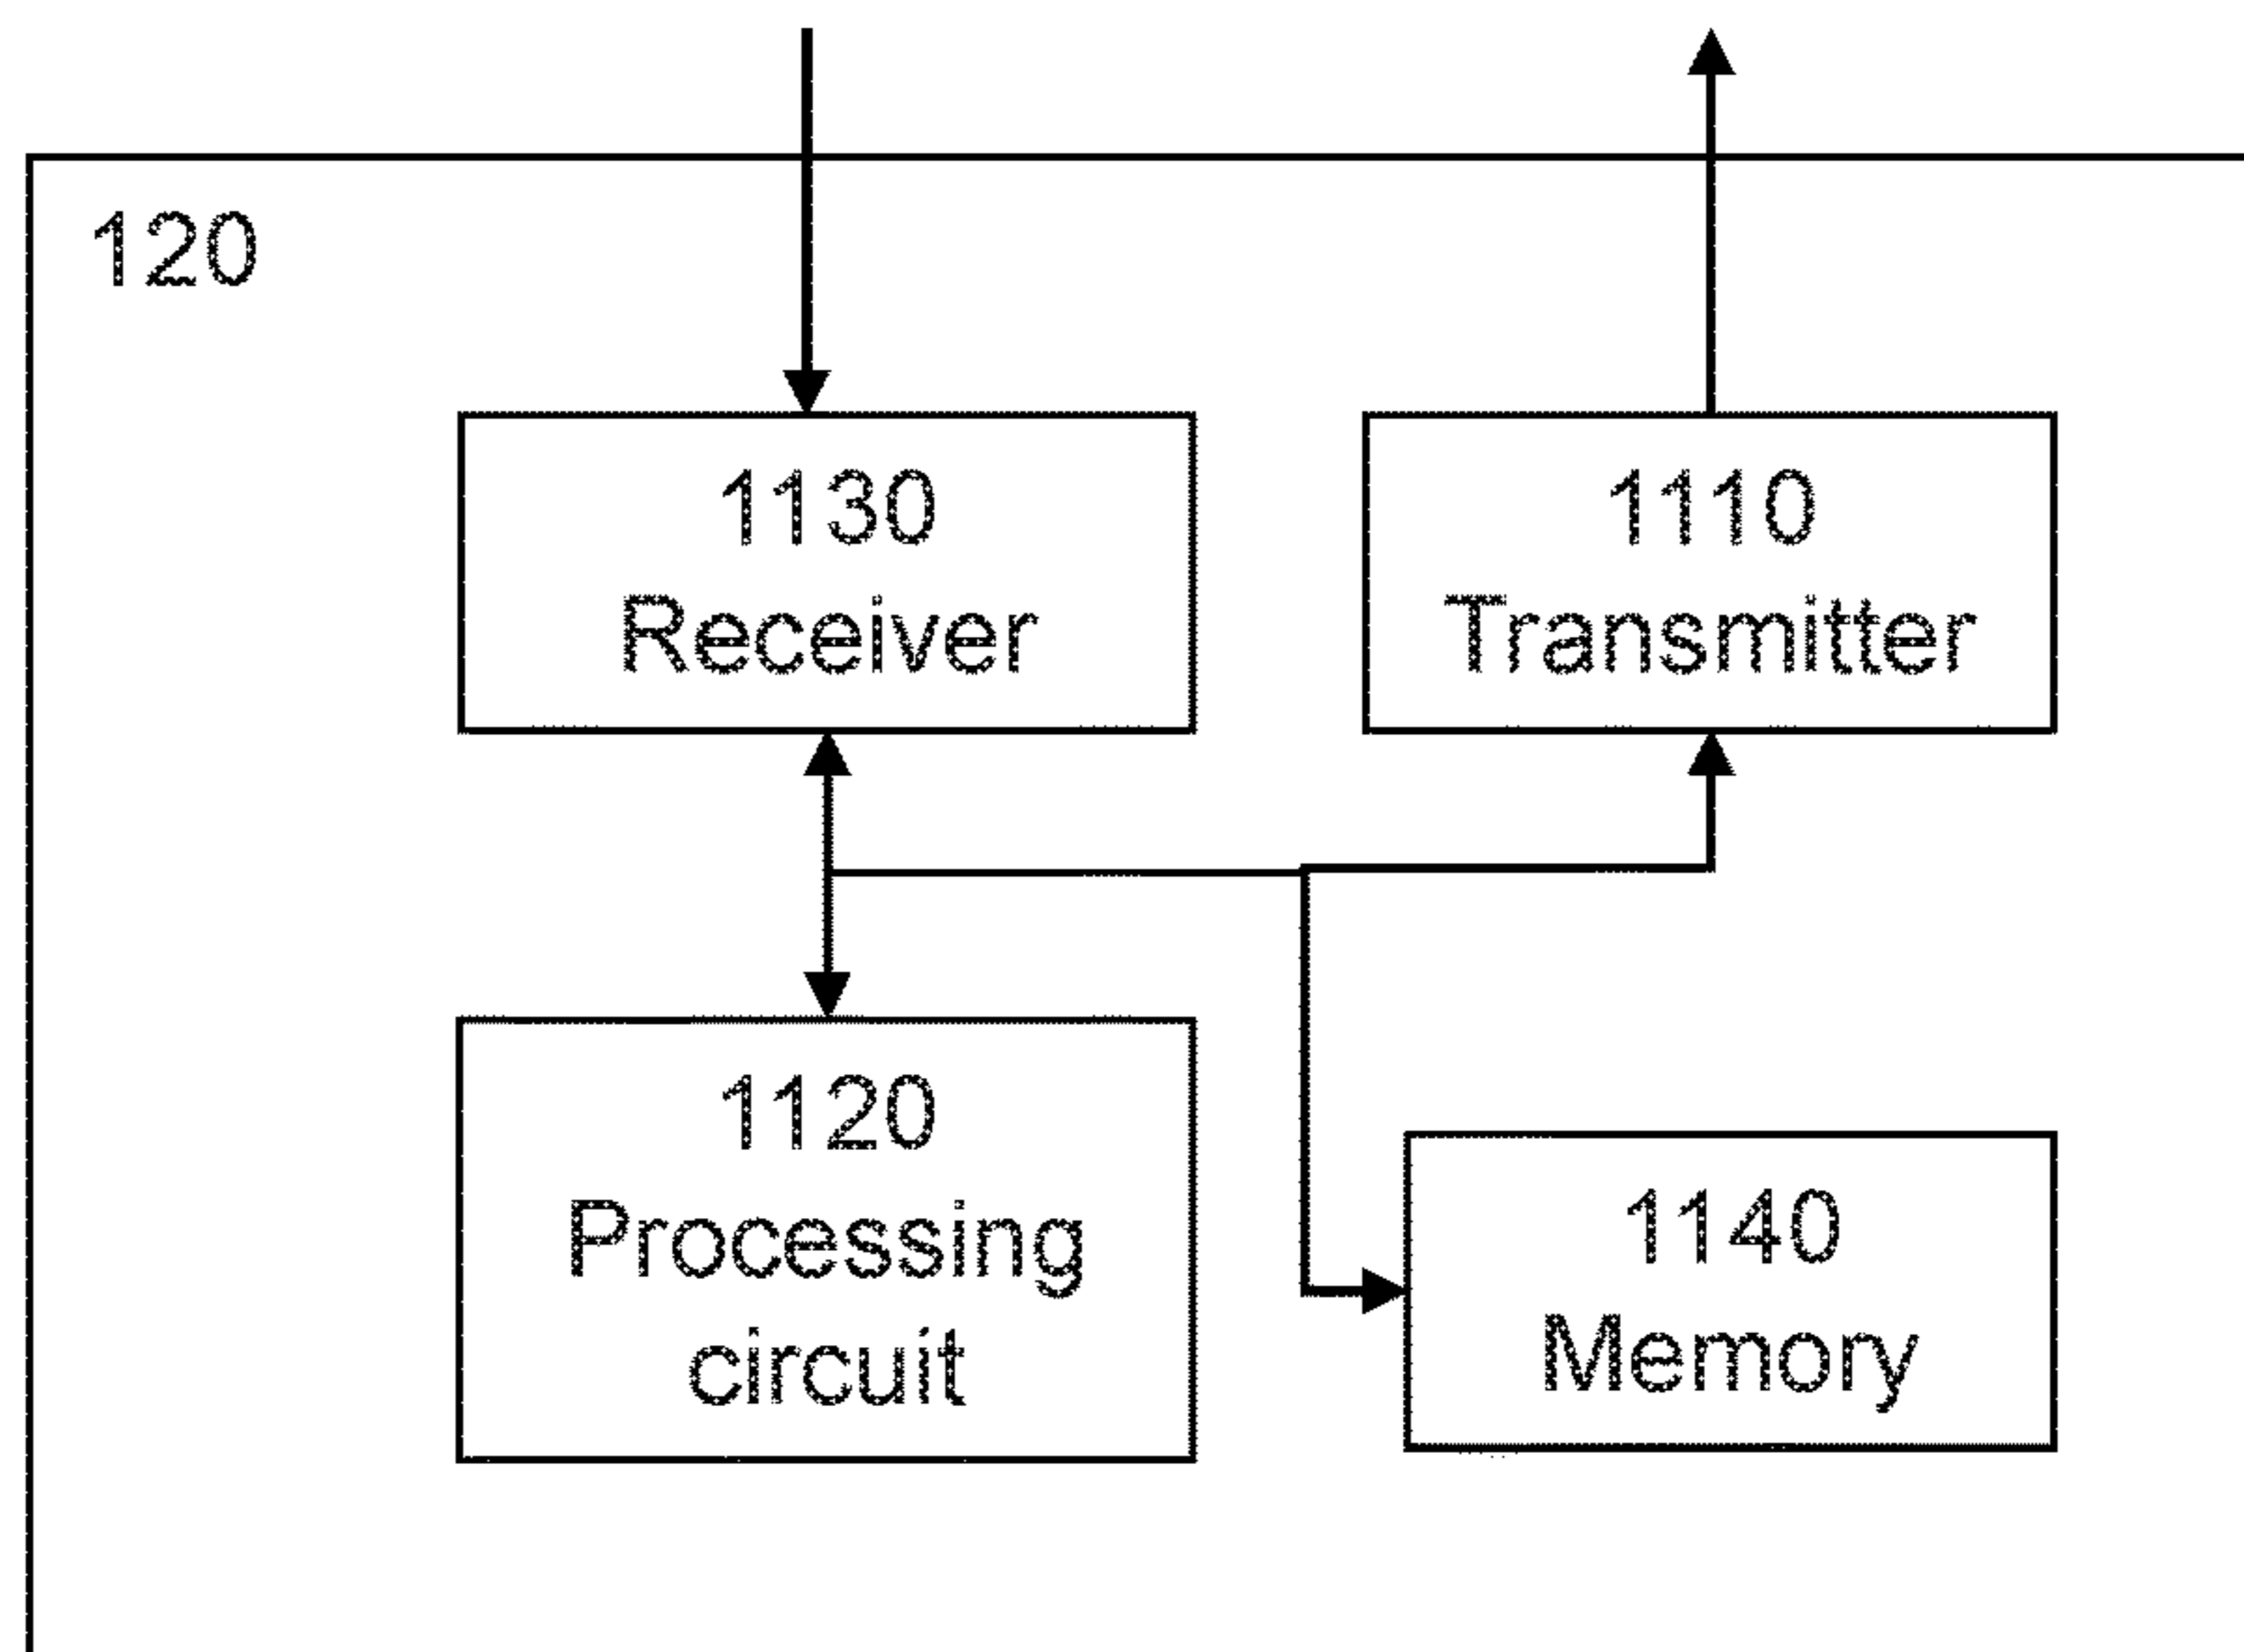 120
1130
Receiver
1110
Transmitter
1120
Processing
circuit
1140
Memory